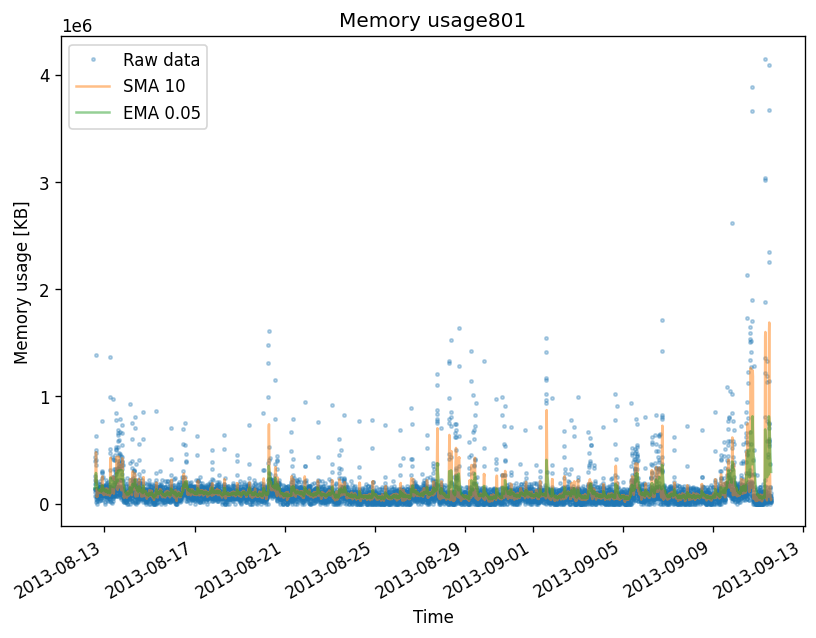 Memory usage801
1e6
Raw data
SMA 10
EMA 0.05
4
3
2
1
0
Memory usage [KB]
2013-08-13
2013-08-17
2013-08-21
2013-08-25
2013-08-29
2013-09-01
2013-09-05
2013-09-09
2013-09-13
Time